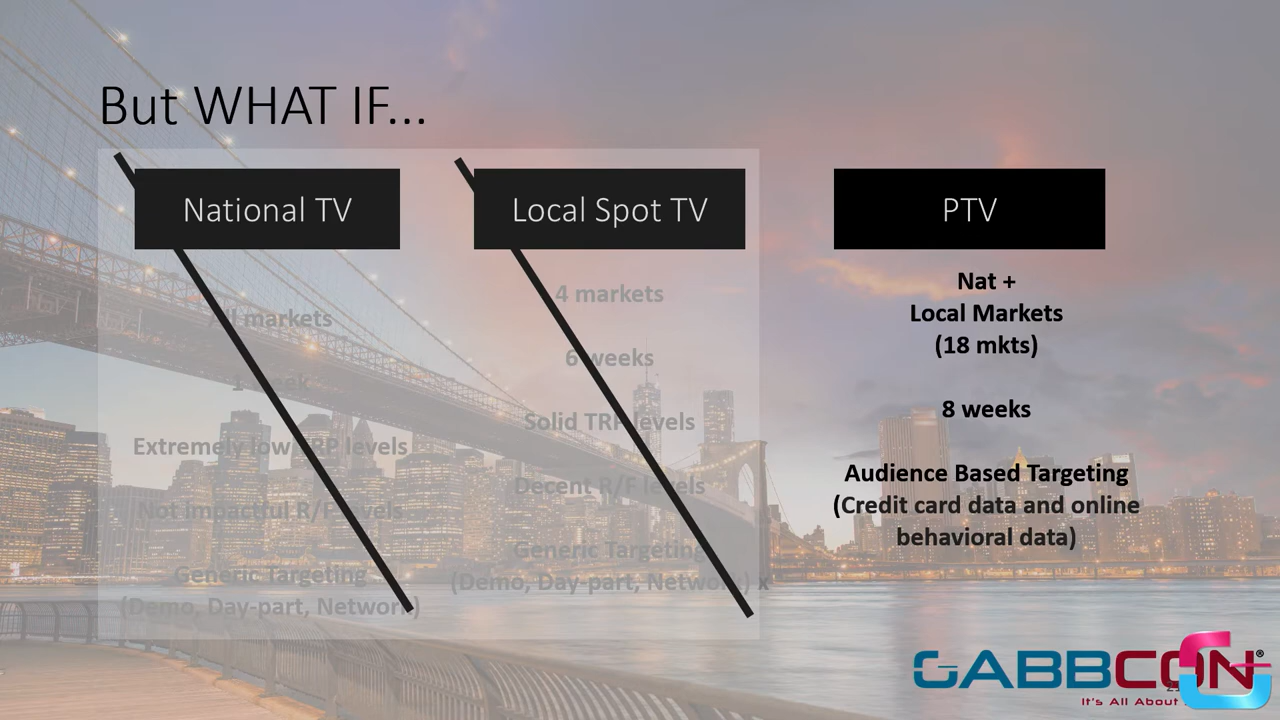 But WHAT IF...
National TV
All markets
1 week
Extremely low TRP levels
Not impactful R/F levels
Generic Targeting
(Demo, Day-part, Network)
Local Spot TV
4 markets
6 weeks
Solid TRP levels
Decent R/F levels
Generic Targeting
(Demo, Day-part, Network) x
PTV
Nat +
Local Markets
(18 mkts)
8 weeks
Audience Based Targeting
(Credit card data and online
behavioral data)
GABBCON®
It's All About